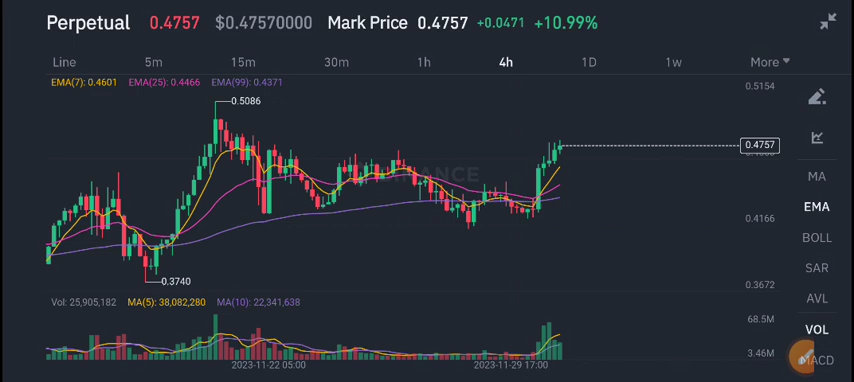 Perpetual 0.4757 $0.47570000 Mark Price 0.4757 +0.0471 +10.99%
Line 5m 15m 30m 1h 4h 1D 1w More
EMA(7): 0.4601 EMA(25): 0.4466 EMA(99): 0.4371
0.5154
0.5086
0.4757
MA
EMA
0.4166
BOLL
SAR
0.3740
0.3672
AVL
Vol: 25,905,182 MA(5): 38,082,280 MA(10): 22,341,638
68.5M
VOL
3.46M
MACD
2023-11-22 05:00 2023-11-29 17:00